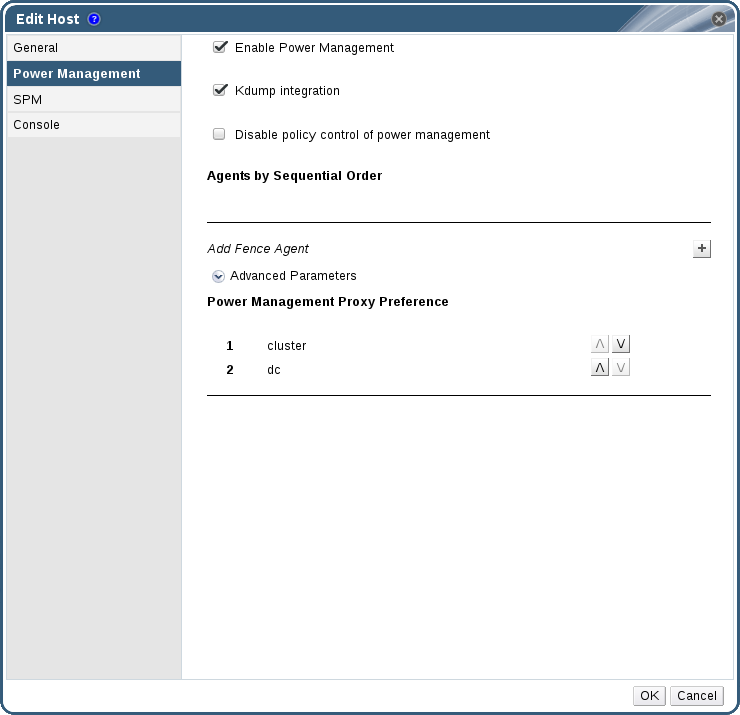 Edit Host ?
General
Power Management
SPM
Console
Enable Power Management
Kdump integration
Disable policy control of power management
Agents by Sequential Order
Add Fence Agent +
Advanced Parameters
Power Management Proxy Preference
1 cluster
2 dc
OK Cancel